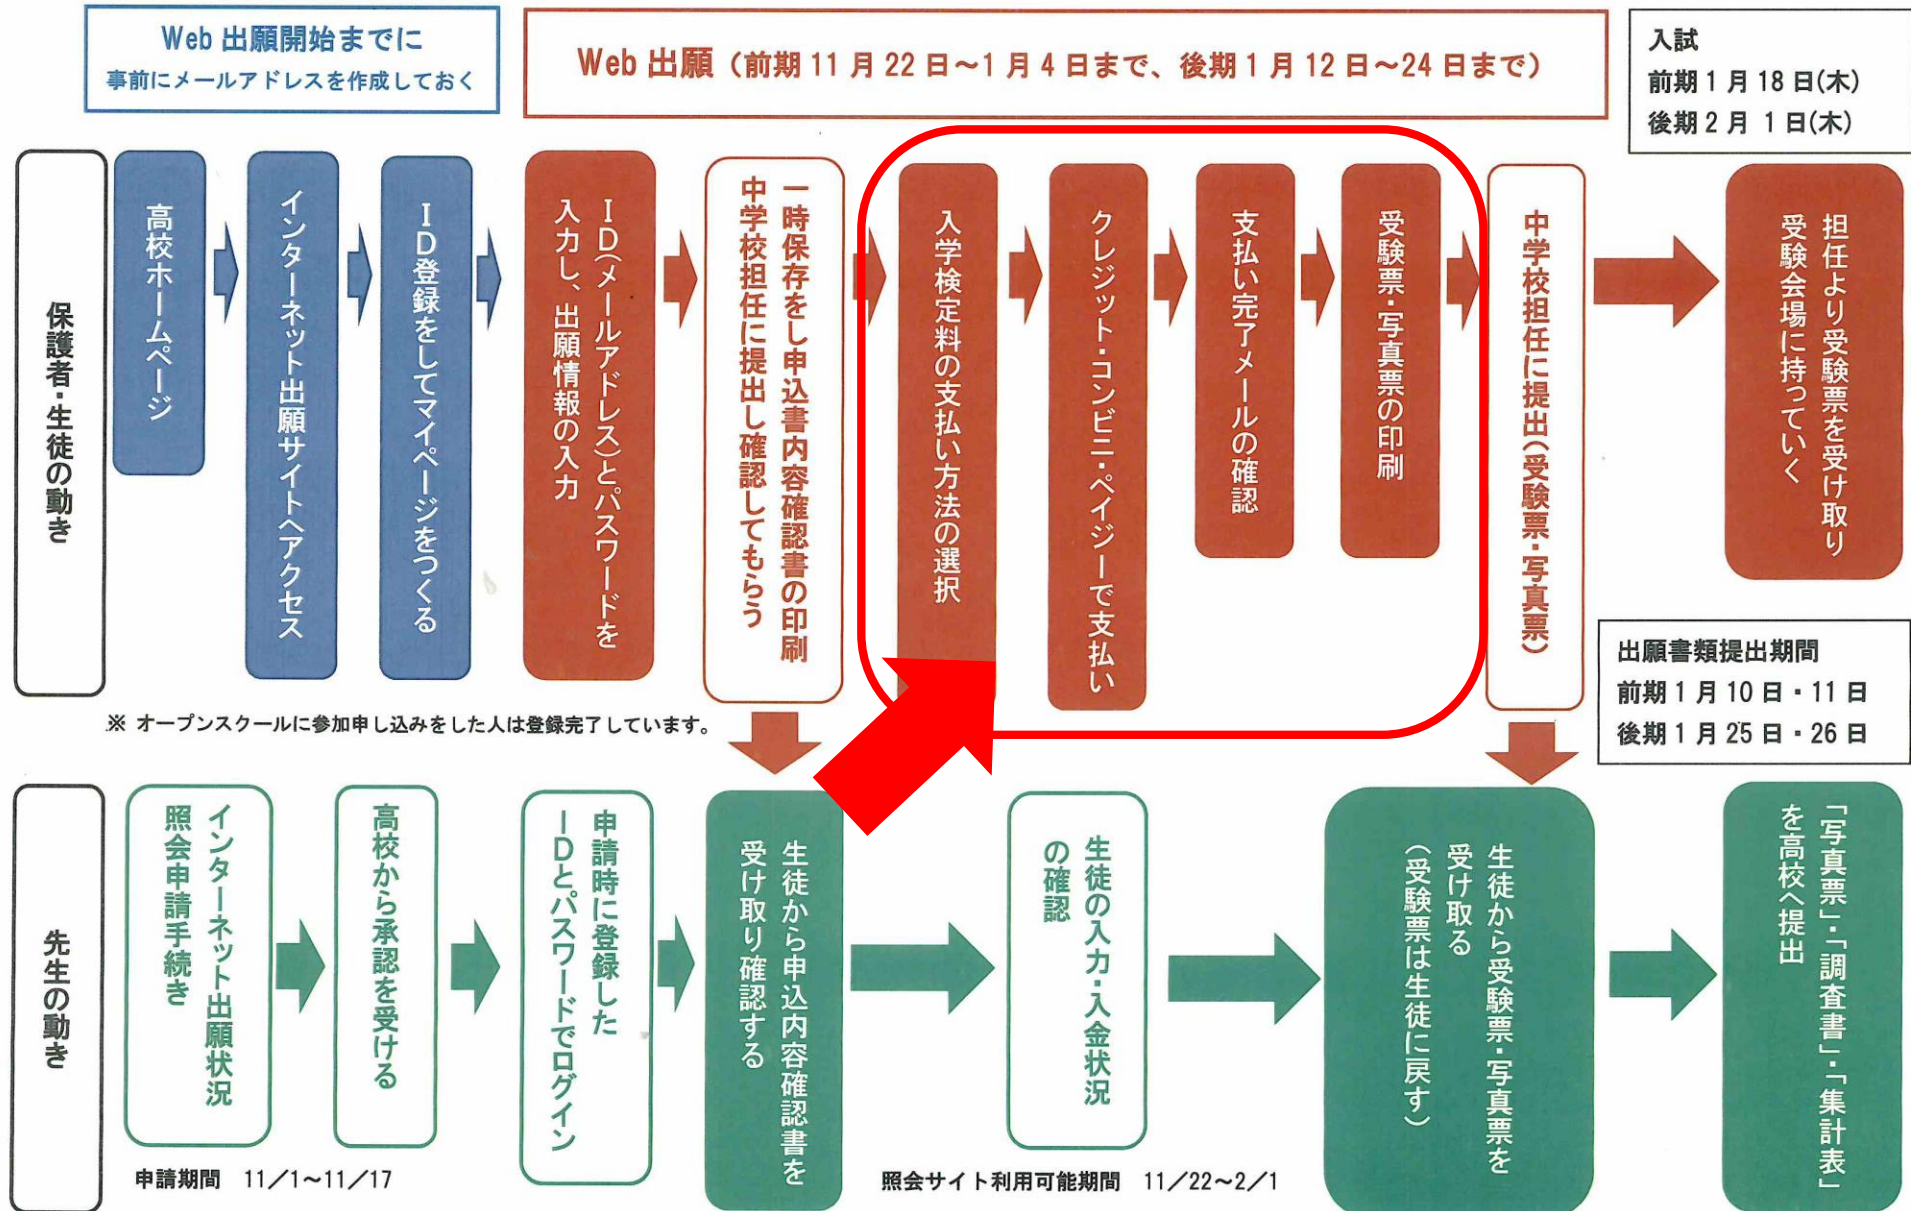 Web 出願開始までに
事前にメールアドレスを作成しておく
Web 出願（前期 11 月 22 日～1 月 4 日まで、後期 1 月 12 日～24 日まで）
入試
前期 1 月 18 日(木)
後期 2 月 1 日(木)
保護者・生徒の動き
高校ホームページ
インターネット出願サイトへアクセス
ＩＤ登録をしてマイページをつくる
ＩＤ(メールアドレス)とパスワードを
入力し、出願情報の入力
一時保存をし申込書内容確認書の印刷
中学校担任に提出し確認してもらう
入学検定料の支払い方法の選択
クレジット・コンビニ・ペイジーで支払い
支払い完了メールの確認
受験票・写真票の印刷
中学校担任に提出(受験票・写真票)
担任より受験票を受け取り
受験会場に持っていく
※ オープンスクールに参加申し込みをした人は登録完了しています。
出願書類提出期間
前期 1 月 10 日・11 日
後期 1 月 25 日・26 日
先生の動き
インターネット出願状況
照会申請手続き
高校から承認を受ける
申請時に登録した
ＩＤとパスワードでログイン
生徒から申込内容確認書を
受け取り確認する
生徒の入力・入金状況
の確認
生徒から受験票・写真票を
受け取る
（受験票は生徒に戻す）
「写真票」・「調査書」・「集計表」
を高校へ提出
申請期間 11／1～11／17
照会サイト利用可能期間 11／22～2／1